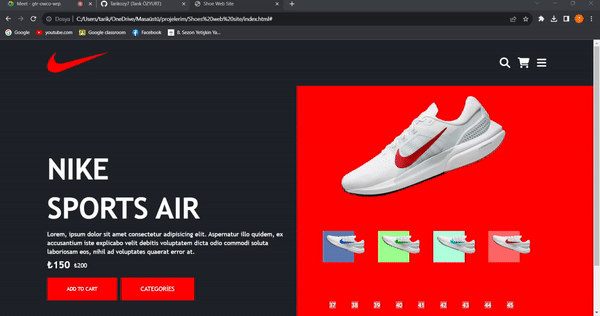 Meet - gtr-owco-wrp
Tarikozy7 (Tarık ÖZYURT)
Shoe Web Site
Dosya
C:/Users/tarik/OneDrive/Masaüstü/projelerim/Shoes%20web%20site/index.html#
Google
youtube.com
Google classroom
Facebook
8. Sezon Yetişkin Ya...
NIKE
SPORTS AIR
Lorem, ipsum dolor sit amet consectetur adipisicing elit. Aspernatur illo quidem, ex
accusantium iste explicabo velit debitis voluptatem dicta odio commodi soluta
laboriosam eos, nihil ad voluptates quaerat error at.
₺150 ₺200
ADD TO CART
CATEGORİES
37 38 39 40 41 42 43 44 45